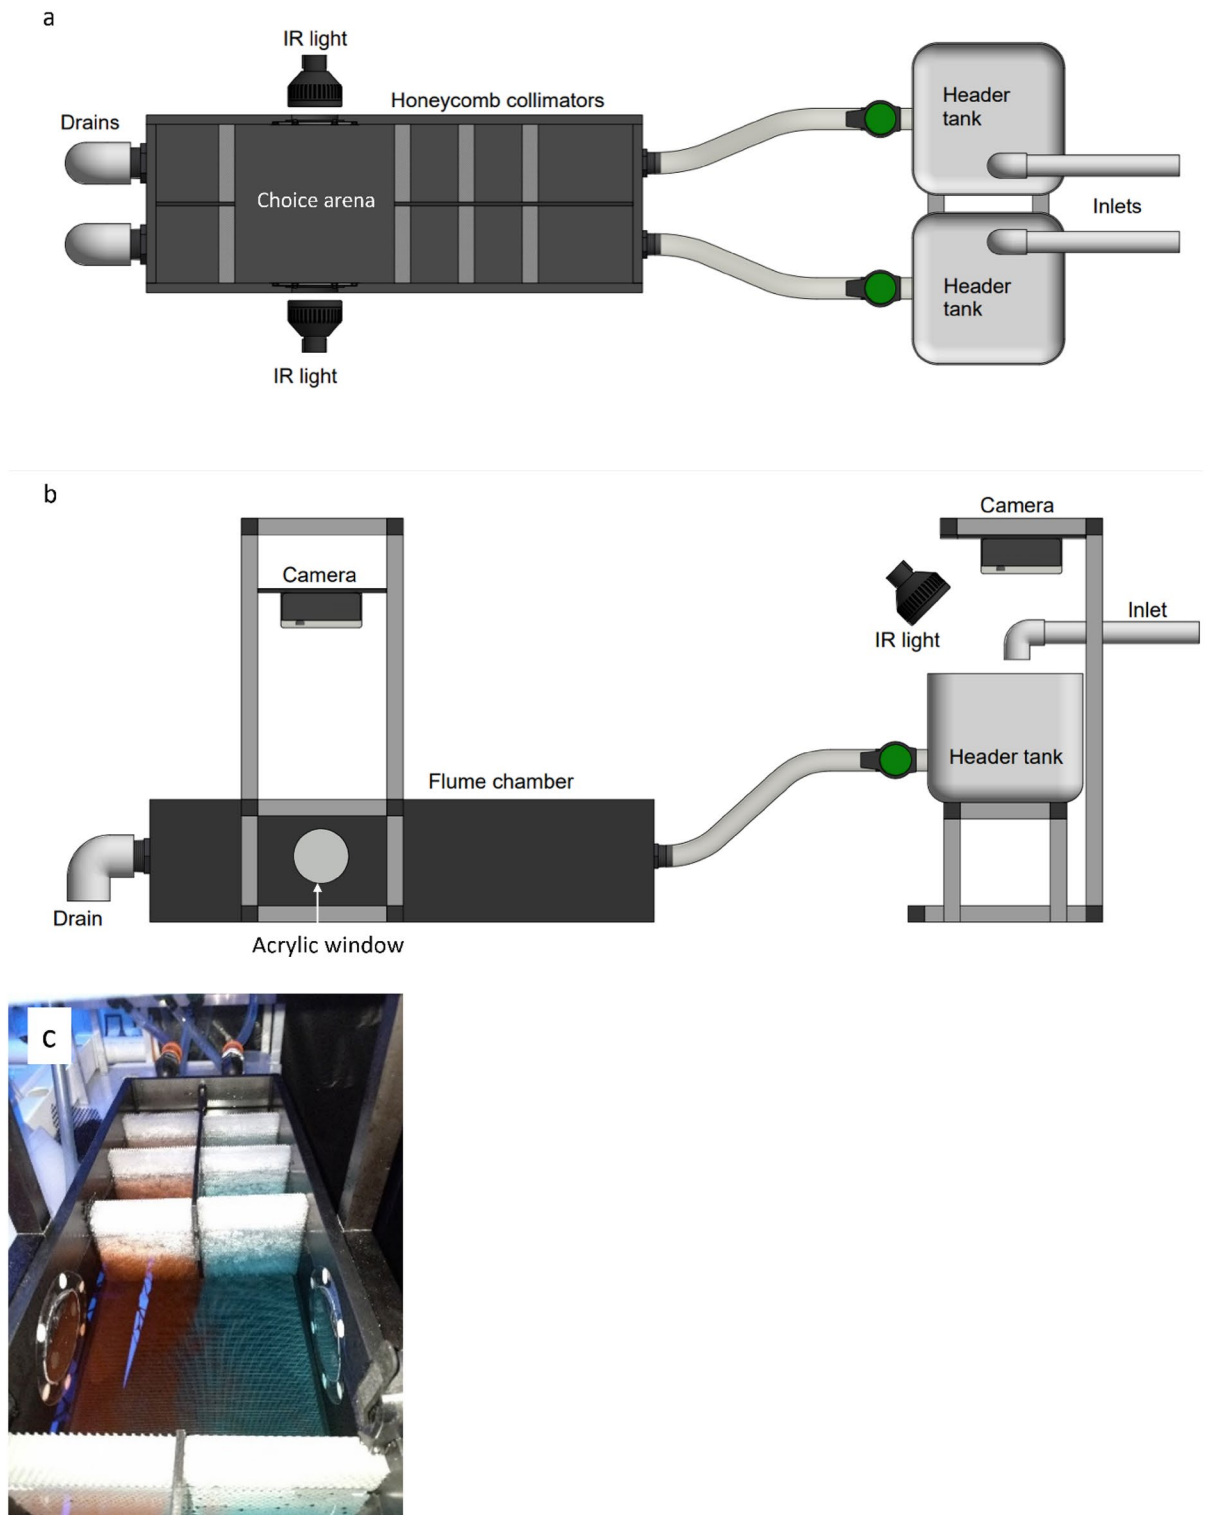 a
IR light
Honeycomb collimators
Drains
Header
tank
Choice arena
Inlets
Header
tank
IR light
b
Camera
Camera
Inlet
IR light
Header tank
Flume chamber
Drain
Acrylic window
c